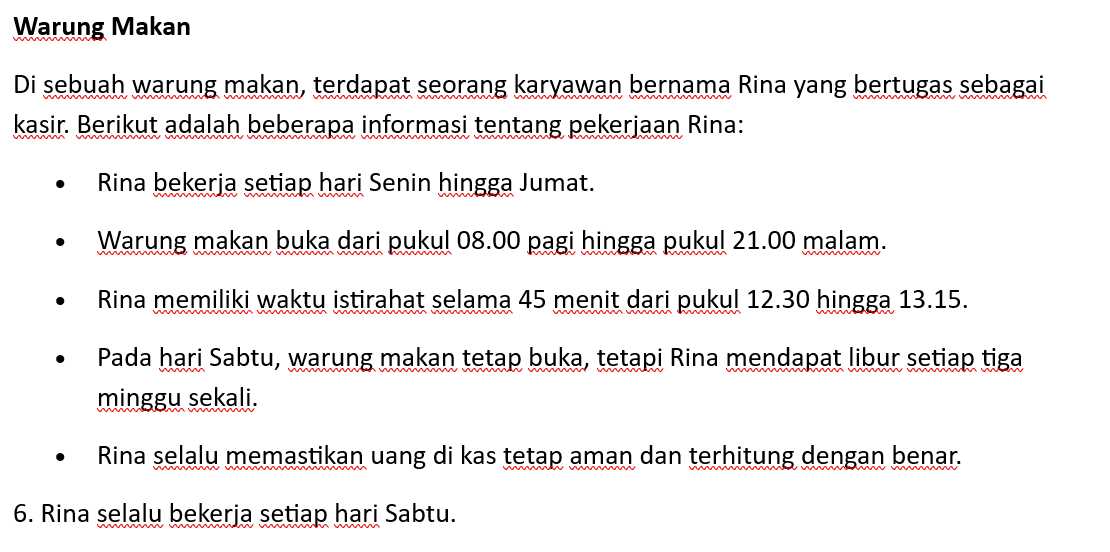 Warung Makan
Di sebuah warung makan, terdapat seorang karyawan bernama Rina yang bertugas sebagai
kasir. Berikut adalah beberapa informasi tentang pekerjaan Rina:
• Rina bekerja setiap hari Senin hingga Jumat.
• Warung makan buka dari pukul 08.00 pagi hingga pukul 21.00 malam.
• Rina memiliki waktu istirahat selama 45 menit dari pukul 12.30 hingga 13.15.
• Pada hari Sabtu, warung makan tetap buka, tetapi Rina mendapat libur setiap tiga
minggu sekali.
• Rina selalu memastikan uang di kas tetap aman dan terhitung dengan benar.
6. Rina selalu bekerja setiap hari Sabtu.